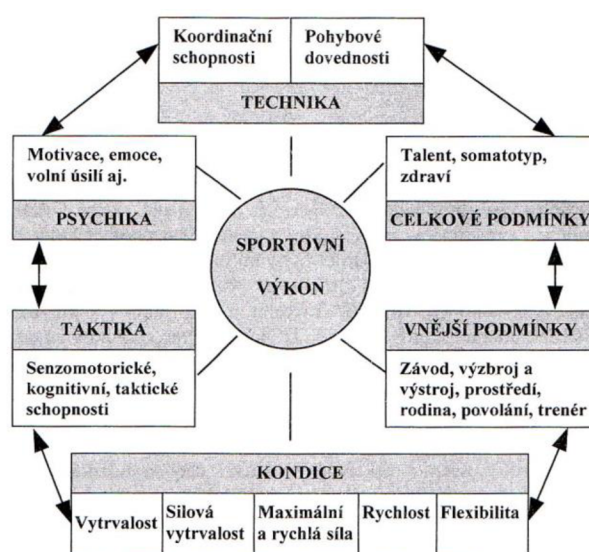 Koordinační schopnosti
Pohybové dovednosti
TECHNIKA
Motivace, emoce,
volní úsilí aj.
PSYCHIKA
Talent, somatotyp,
zdraví
CELKOVÉ PODMÍNKY
SPORTOVNÍ
VÝKON
TAKTIKA
Senzomotorické,
kognitivní, taktické
schopnosti
VNĚJŠÍ PODMÍNKY
Závod, výzbroj a
výstroj, prostředí,
rodina, povolání, trenér
KONDICE
Vytrvalost
Silová
vytrvalost
Maximální
a rychlá síla
Rychlost
Flexibilita